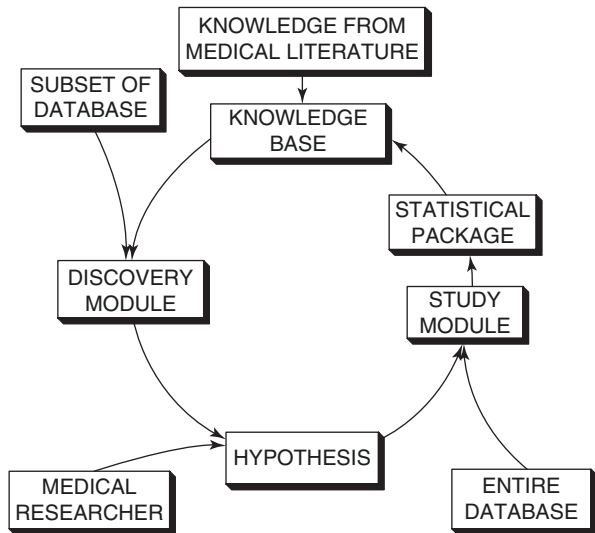 KNOWLEDGE FROM
MEDICAL LITERATURE
SUBSET OF
DATABASE
KNOWLEDGE
BASE
STATISTICAL
PACKAGE
DISCOVERY
MODULE
STUDY
MODULE
HYPOTHESIS
MEDICAL
RESEARCHER
ENTIRE
DATABASE